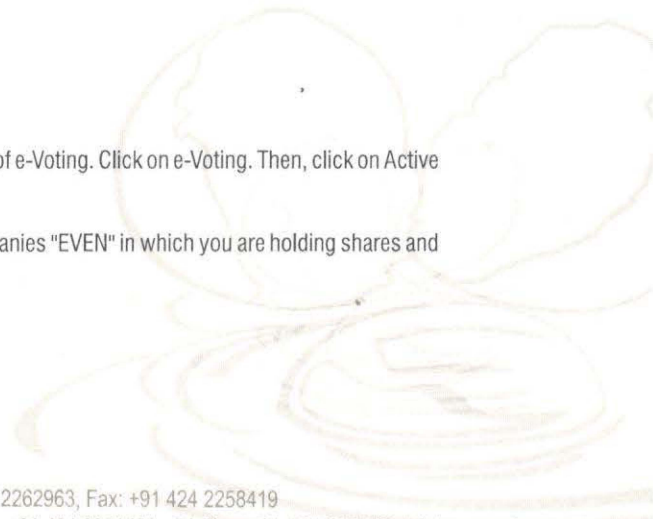 of e-Voting. Click on e-Voting. Then, click on Active
anies "EVEN" in which you are holding shares and
2262963, Fax: +91 424 2258419